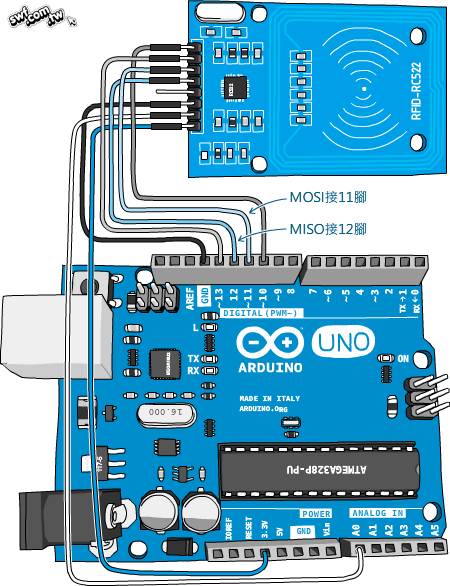 swf.com.tw
RFID-RC522
MOSI接11腳
MISO接12腳
AREF
GND
~13
12
~11
~10
~9
8
7
~6
~5
4
~3
2
TX→1
RX←0
DIGITAL (PWM~)
L
TX
RX
UNO
ARDUINO
ON
MADE IN ITALY
ARDUINO.ORG
16.000
ATMEGA328P-PU
117-5
POWER
ANALOG IN
IOREF
RESET
3.3V
5V
GND
Vin
A0
A1
A2
A3
A4
A5